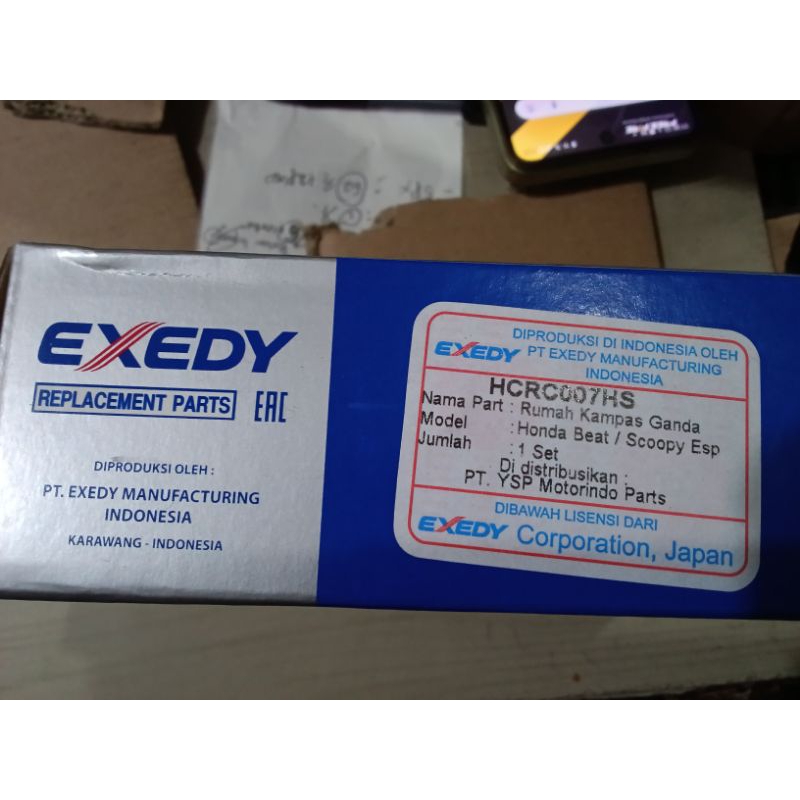 EXEDY
REPLACEMENT PARTS EAC
DIPRODUKSI OLEH :
PT. EXEDY MANUFACTURING
INDONESIA
KARAWANG - INDONESIA
DIPRODUKSI DI INDONESIA OLEH
EXEDY PT EXEDY MANUFACTURING
INDONESIA
HCRC007HS
Nama Part : Rumah Kampas Ganda
Model : Honda Beat / Scoopy Esp
Jumlah : 1 Set
Di distribusikan :
PT. YSP Motorindo Parts
DIBAWAH LISENSI DARI
EXEDY Corporation, Japan